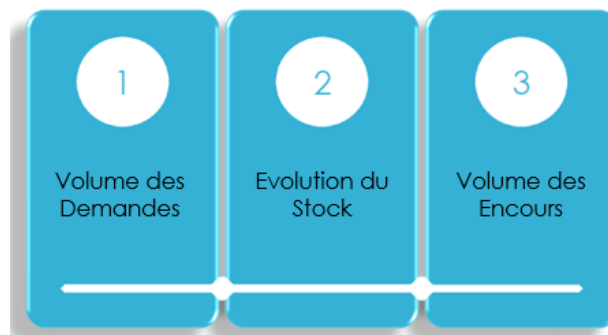 1
Volume des
Demandes
2
Evolution du
Stock
3
Volume des
Encours